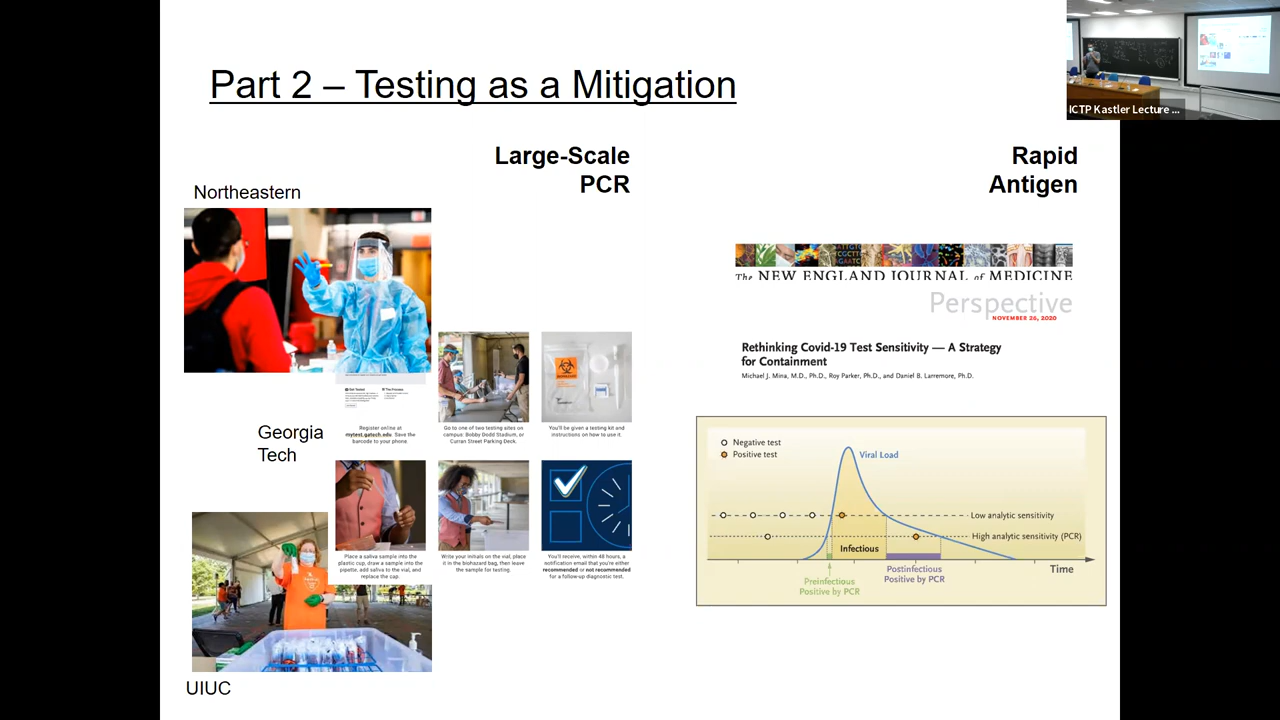 Part 2 – Testing as a Mitigation
ICTP Kastler Lecture ...
Large-Scale
PCR
Rapid
Antigen
Northeastern
The NEW ENGLAND JOURNAL of MEDICINE
Perspective
NOVEMBER 26, 2020
Rethinking Covid-19 Test Sensitivity — A Strategy
for Containment
Michael J. Mina, M.D., Ph.D., Roy Parker, Ph.D., and Daniel B. Larremore, Ph.D.
Georgia
Tech
Register online at
mytest.gatech.edu. Save the
barcode to your phone
Go to one of two testing sites on
campus: Bobby Dodd Stadium, or
Curran Street Parking Deck.
You'll be given a testing kit and
instructions on how to use it.
Place a saliva sample into the
plastic cup, draw a sample into the
pipette, add saliva to the vial, and
replace the cap.
Write your initials on the vial, place
it in the biohazard bag, then leave
the sample for testing.
You'll receive, within 48 hours, a
notification email that you're either
recommended or not recommended
for a follow-up diagnostic test.
Negative test
Positive test
Viral Load
Low analytic sensitivity
High analytic sensitivity (PCR)
Infectious
Time
Preinfectious
Positive by PCR
Postinfectious
Positive by PCR
UIUC